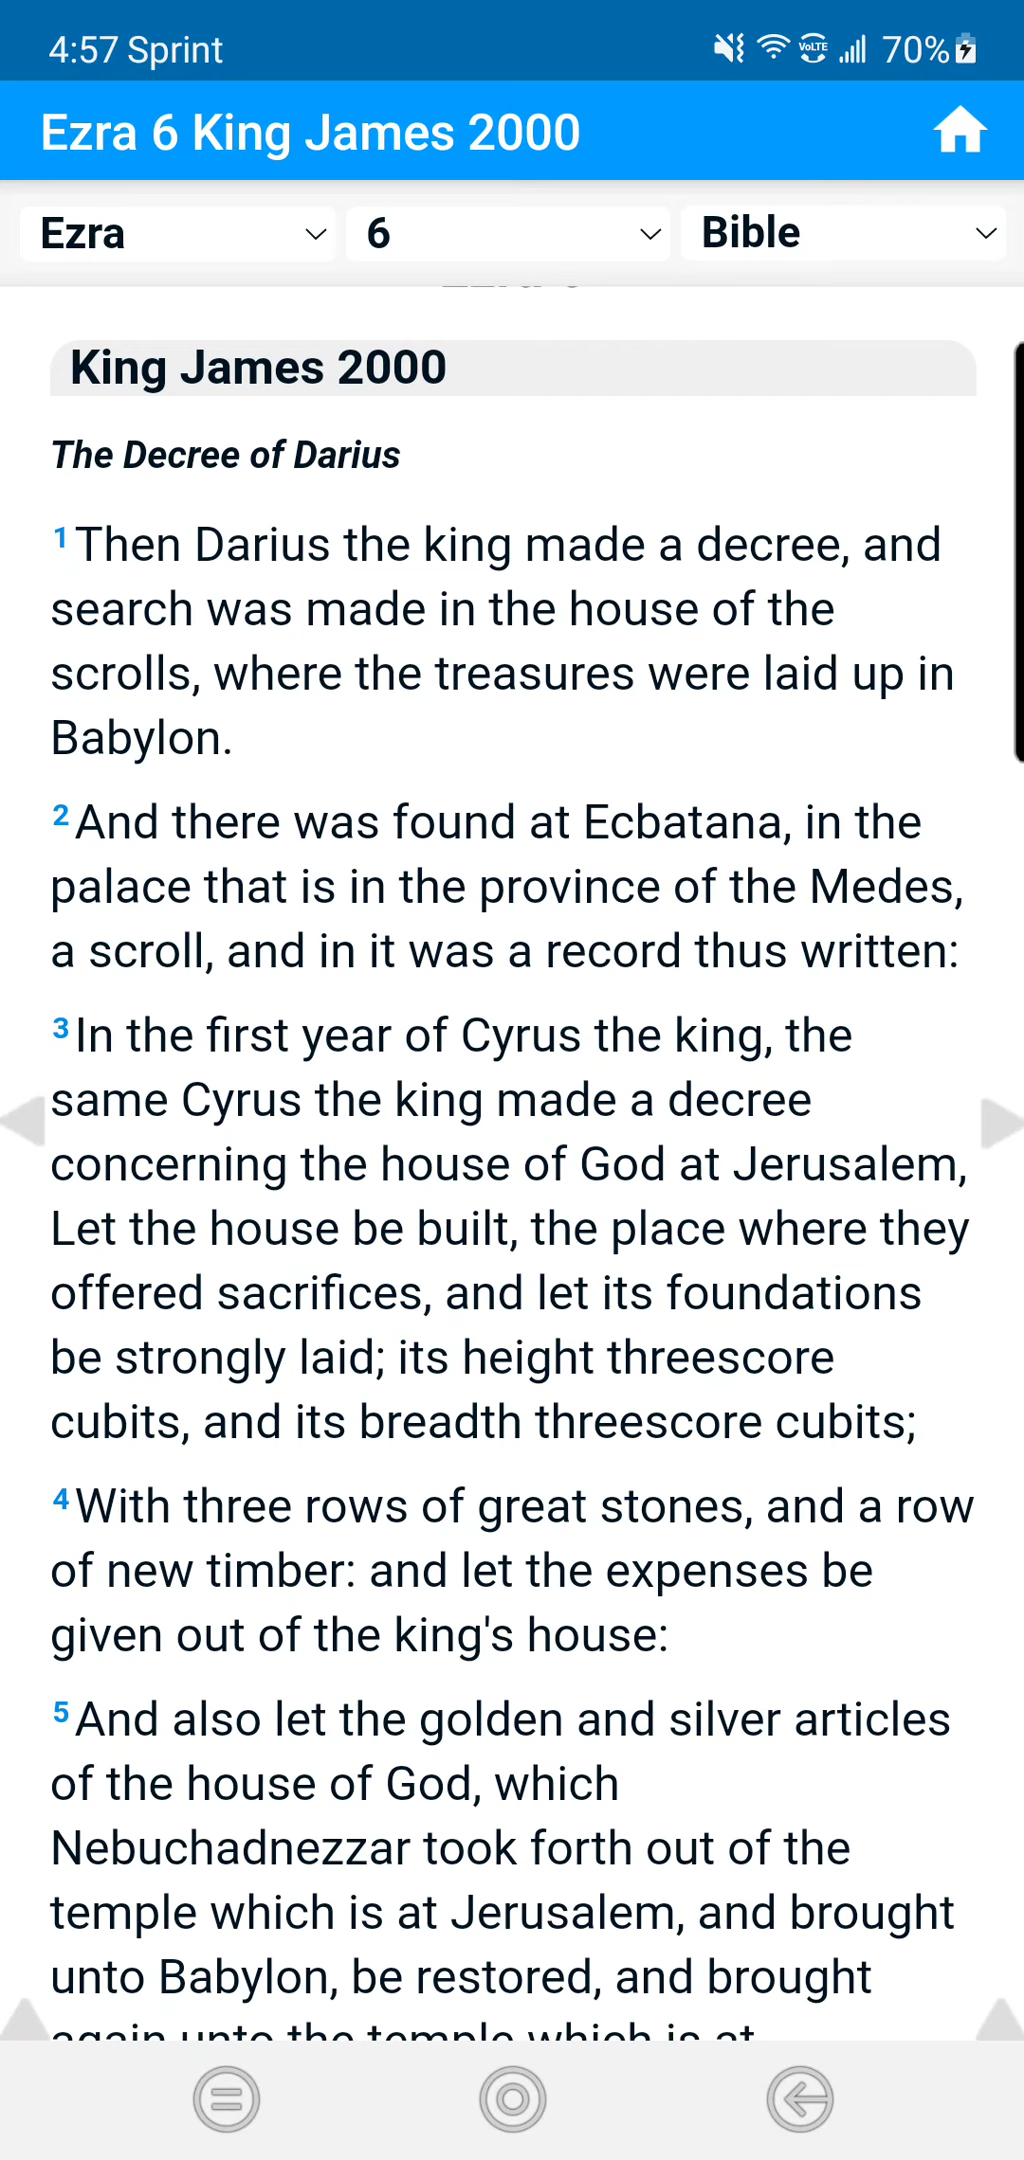 4:57 Sprint
VoLTE
70%
Ezra 6 King James 2000
Ezra
6
Bible
King James 2000
The Decree of Darius
1 Then Darius the king made a decree, and
search was made in the house of the
scrolls, where the treasures were laid up in
Babylon.
2 And there was found at Ecbatana, in the
palace that is in the province of the Medes,
a scroll, and in it was a record thus written:
3 In the first year of Cyrus the king, the
same Cyrus the king made a decree
concerning the house of God at Jerusalem,
Let the house be built, the place where they
offered sacrifices, and let its foundations
be strongly laid; its height threescore
cubits, and its breadth threescore cubits;
4 With three rows of great stones, and a row
of new timber: and let the expenses be
given out of the king's house:
5 And also let the golden and silver articles
of the house of God, which
Nebuchadnezzar took forth out of the
temple which is at Jerusalem, and brought
unto Babylon, be restored, and brought
again unto the temple which is at